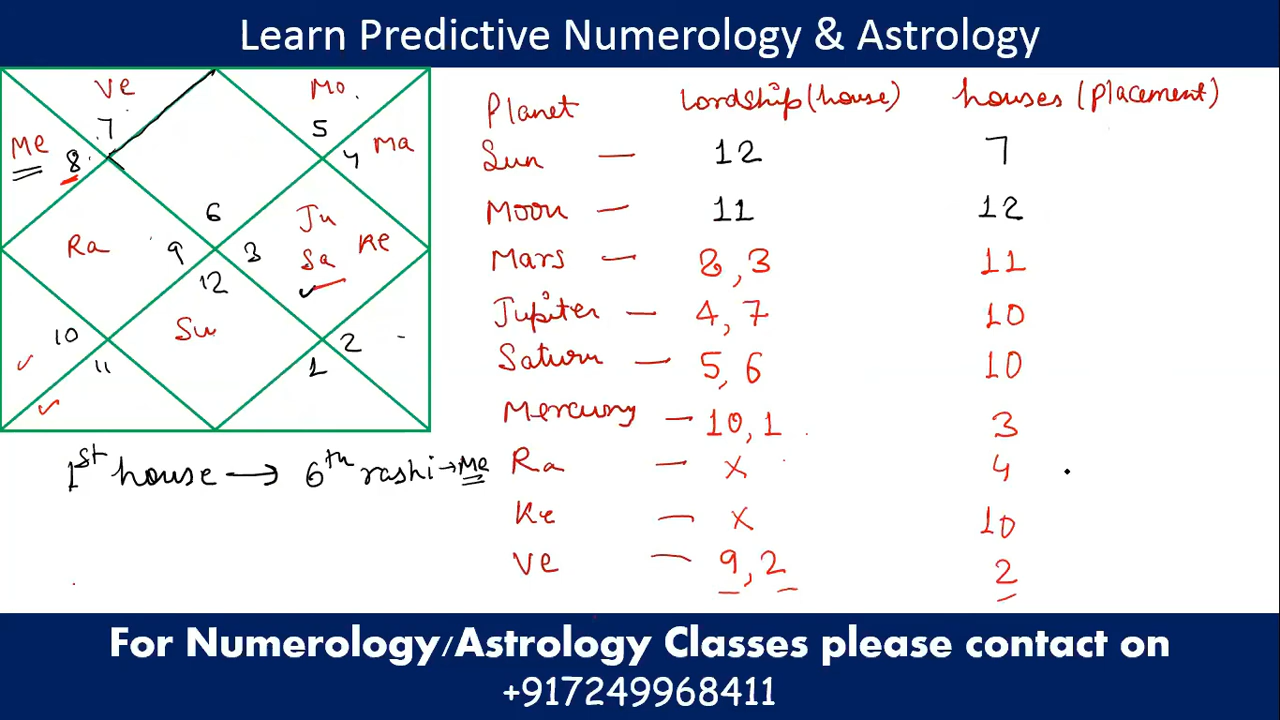 Learn Predictive Numerology & Astrology
Ve
Mo
7
5
Me
8
4
Ma
6
Ra
9
3
Ju
Sa
Ke
12
Su
10
11
2
1
1st house → 6th rashi → Me
Planet Lordship (house) houses (placement)
Sun — 12 7
Moon — 11 12
Mars — 8, 3 11
Jupiter — 4, 7 10
Saturn — 5, 6 10
Mercury — 10, 1 3
Ra — x 4
Ke — x 10
Ve — 9, 2 2
For Numerology/Astrology Classes please contact on
+917249968411